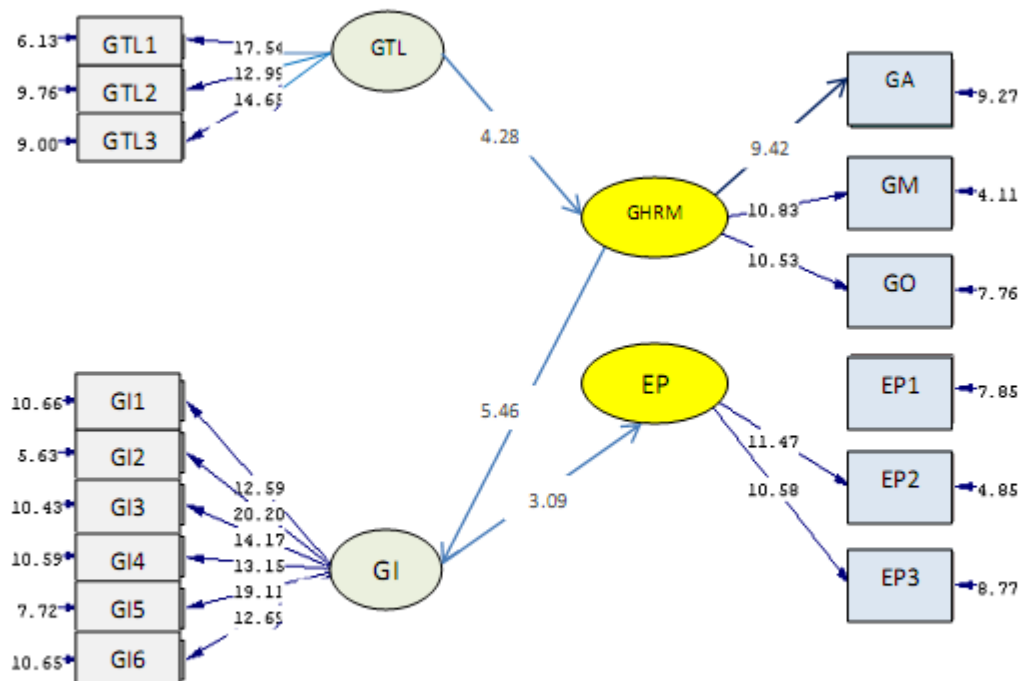 6.13 GTL1 17.54 GTL
9.76 GTL2 12.99
9.00 GTL3 14.65
4.28
GHRM
9.42 GA 9.27
10.83 GM 4.11
10.53 GO 7.76
5.46
EP
EP1 7.85
11.47 EP2 4.85
10.58 EP3 8.77
3.09
10.66 GI1 12.59
5.63 GI2 20.20
10.43 GI3 14.17
10.59 GI4 13.15 GI
7.72 GI5 19.11
10.65 GI6 12.65